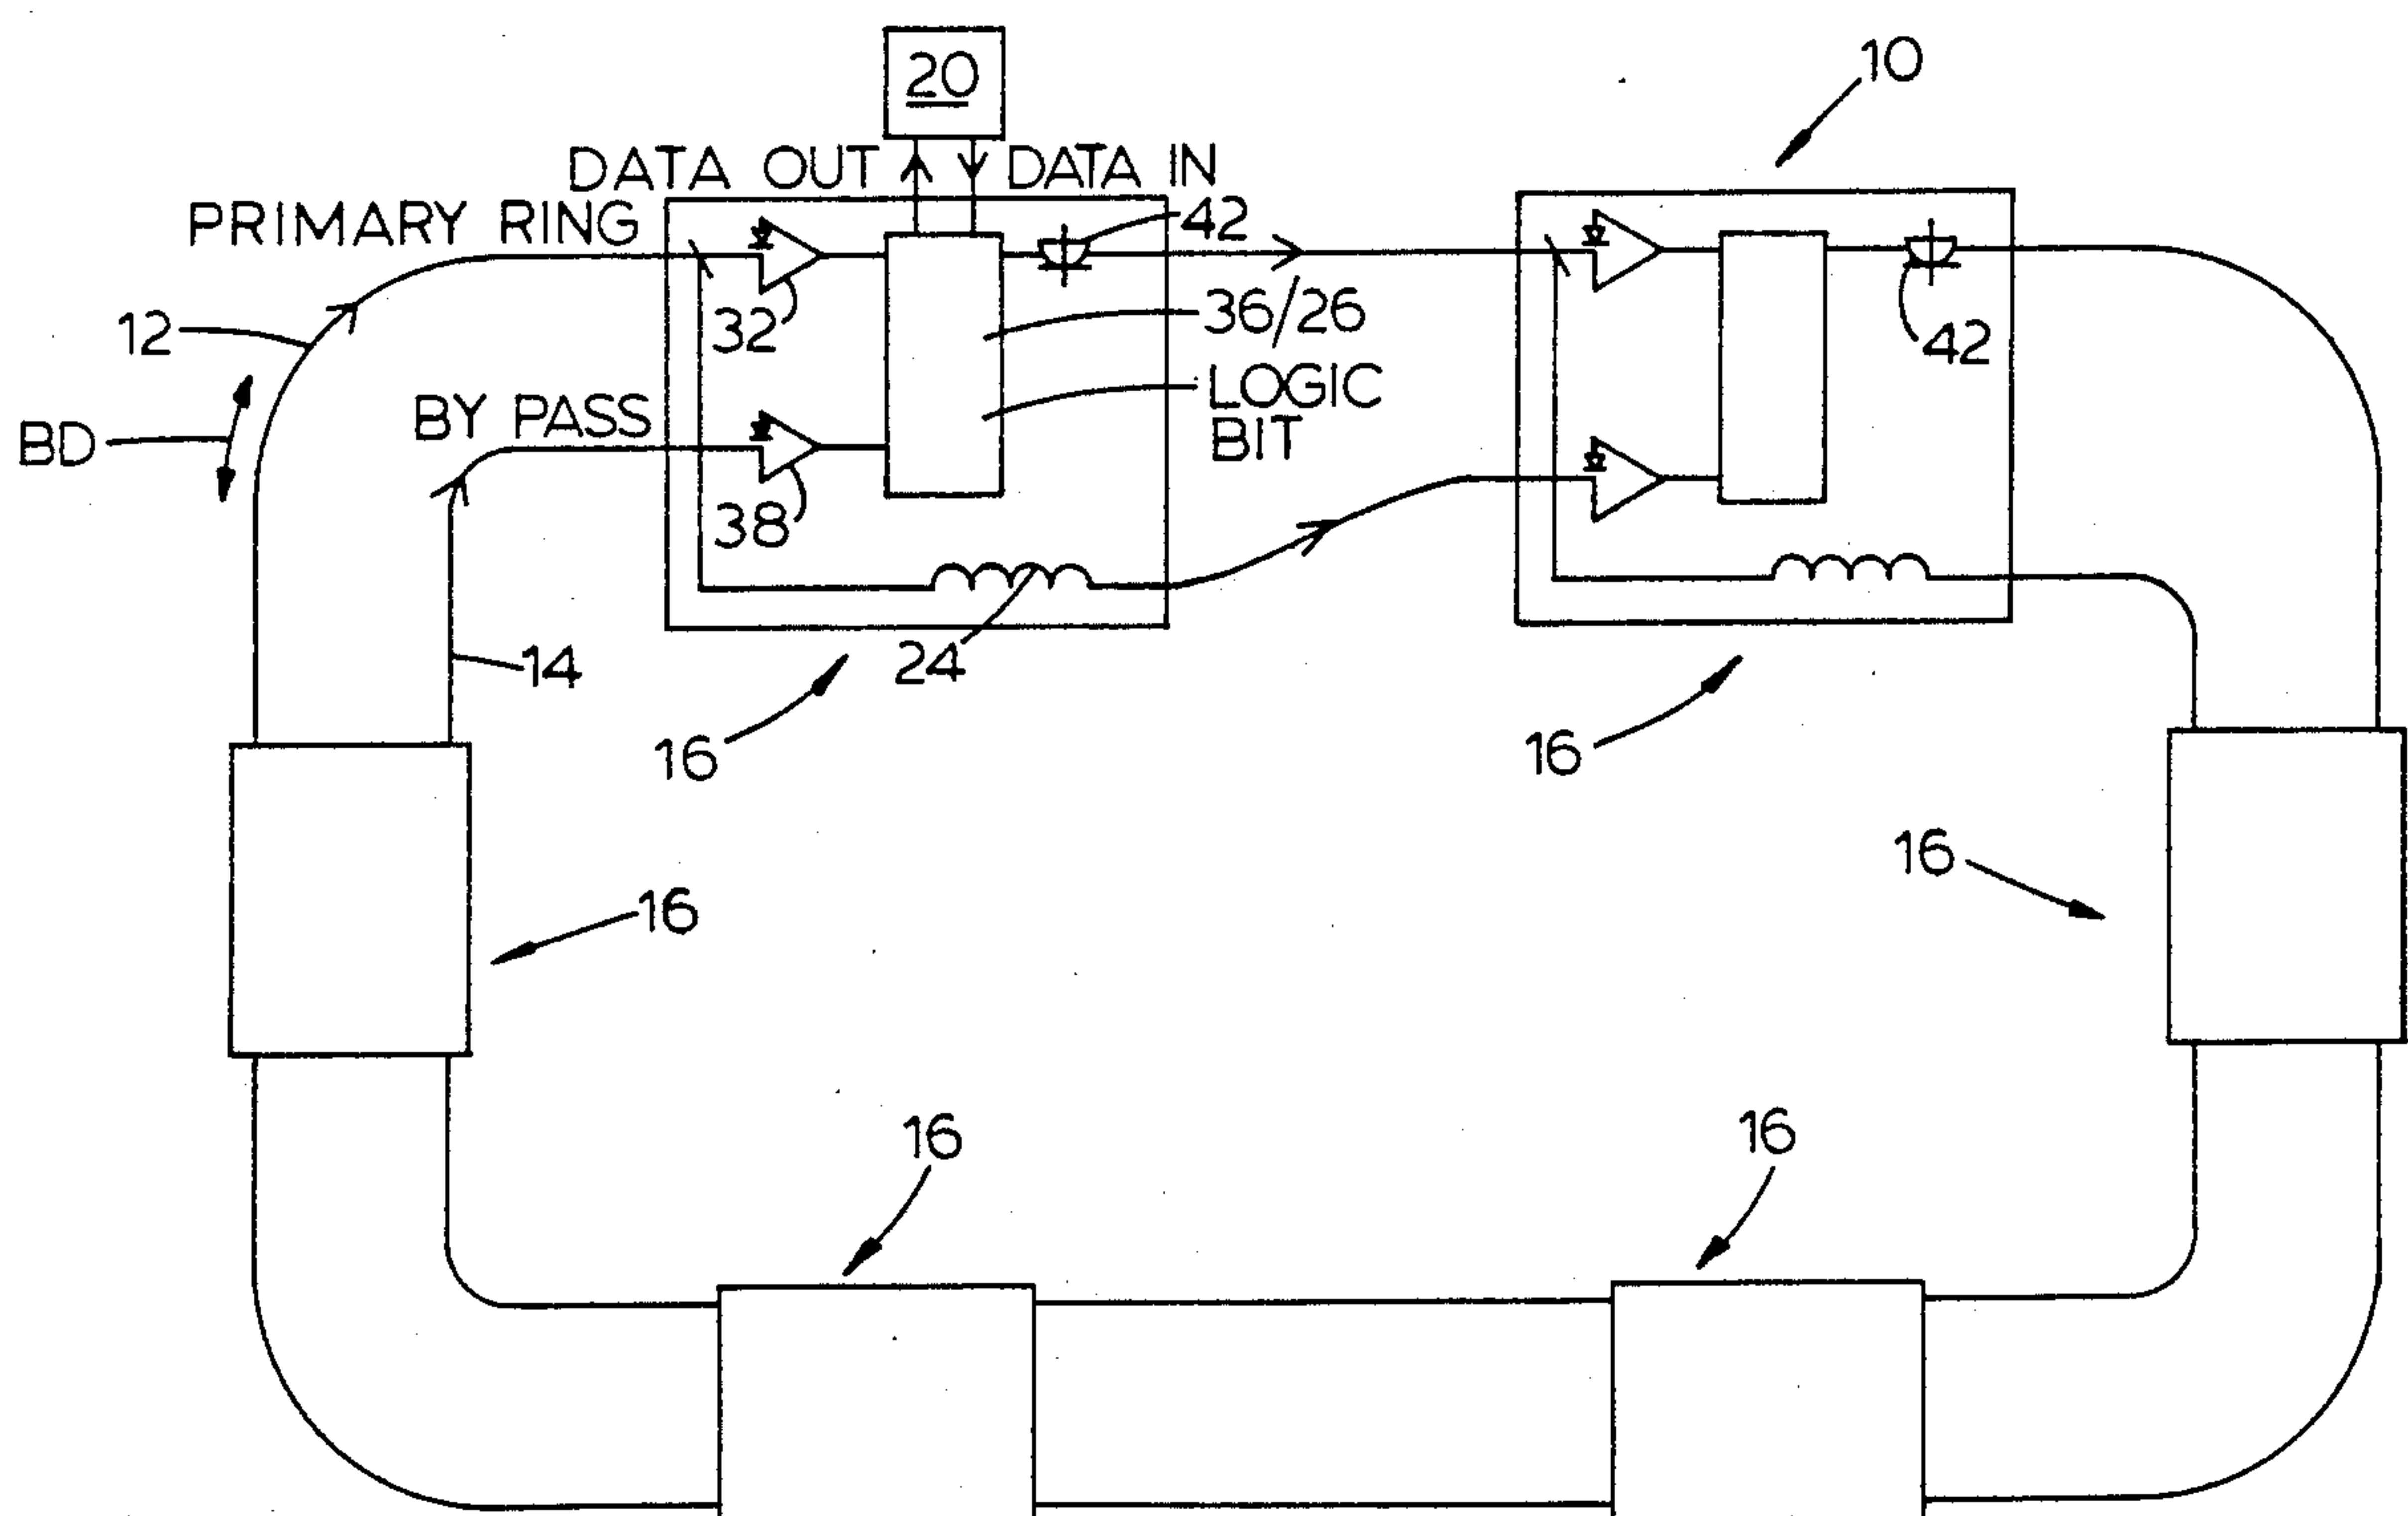 20
10
DATA OUT
DATA IN
PRIMARY RING
42
12
32
36/26
42
BD
BY PASS
LOGIC
BIT
38
14
24
16
16
16
16
16
16